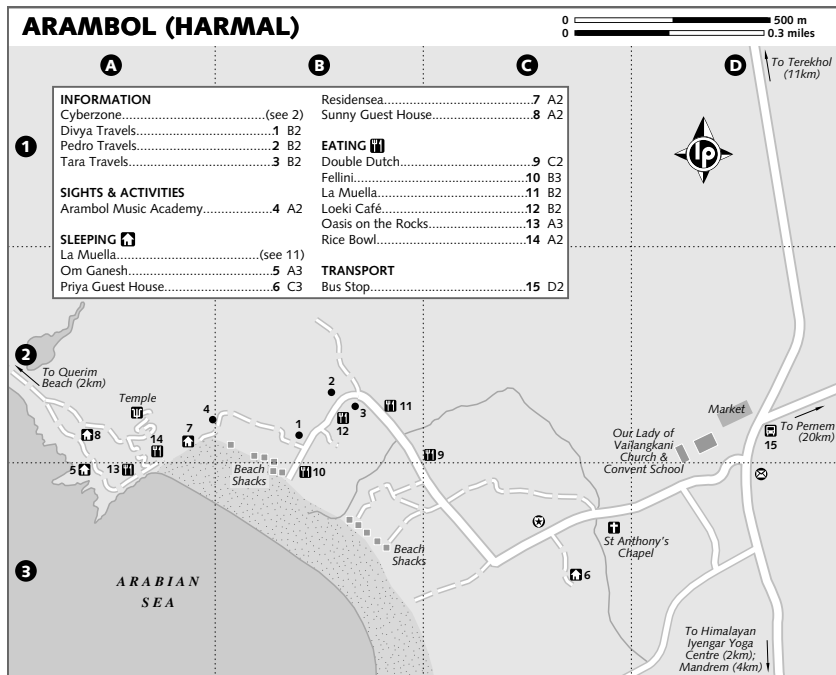 ARAMBOL (HARMAL)
0 500 m
0 0.3 miles
A B C D
To Terekhol
(11km)
1
INFORMATION
Cyberzone.............................(see 2)
Divya Travels.............................1 B2
Pedro Travels.............................2 B2
Tara Travels.............................3 B2
SIGHTS & ACTIVITIES
Arambol Music Academy.............4 A2
SLEEPING
La Muella.............................(see 11)
Om Ganesh.............................5 A3
Priya Guest House.....................6 C3
Residensea.............................7 A2
Sunny Guest House.....................8 A2
EATING
Double Dutch.............................9 C2
Fellini.............................10 B3
La Muella.............................11 B2
Loeki Café.............................12 B2
Oasis on the Rocks.....................13 A3
Rice Bowl.............................14 A2
TRANSPORT
Bus Stop.............................15 D2
lp
2
To Querim
Beach (2km)
Temple
8
14
7
4
5
13
2
1
3
12
11
10
9
Beach
Shacks
Beach
Shacks
Market
Our Lady of
Vailangkani
Church &
Convent School
To Pernem
(20km)
15
St Anthony's
Chapel
6
3
ARABIAN
SEA
To Himalayan
Iyengar Yoga
Centre (2km);
Mandrem (4km)